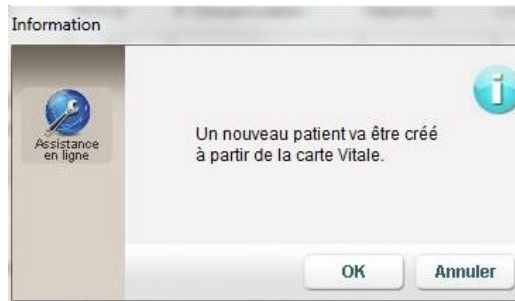 Information
Assistance
en ligne
Un nouveau patient va être créé
à partir de la carte Vitale.
OK
Annuler